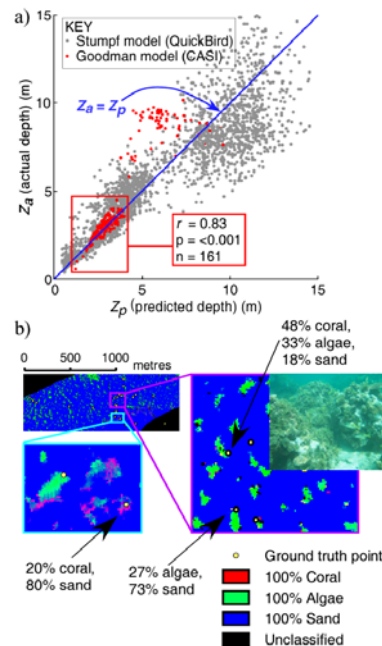 a)
KEY
Stumpf model (QuickBird)
Goodman model (CASI)
Za = Zp
Za (actual depth) (m)
15
10
5
0
r = 0.83
p = <0.001
n = 161
0 5 10 15
Zp (predicted depth) (m)
b)
0 500 1000
metres
48% coral,
33% algae,
18% sand
20% coral,
80% sand
27% algae,
73% sand
Ground truth point
100% Coral
100% Algae
100% Sand
Unclassified